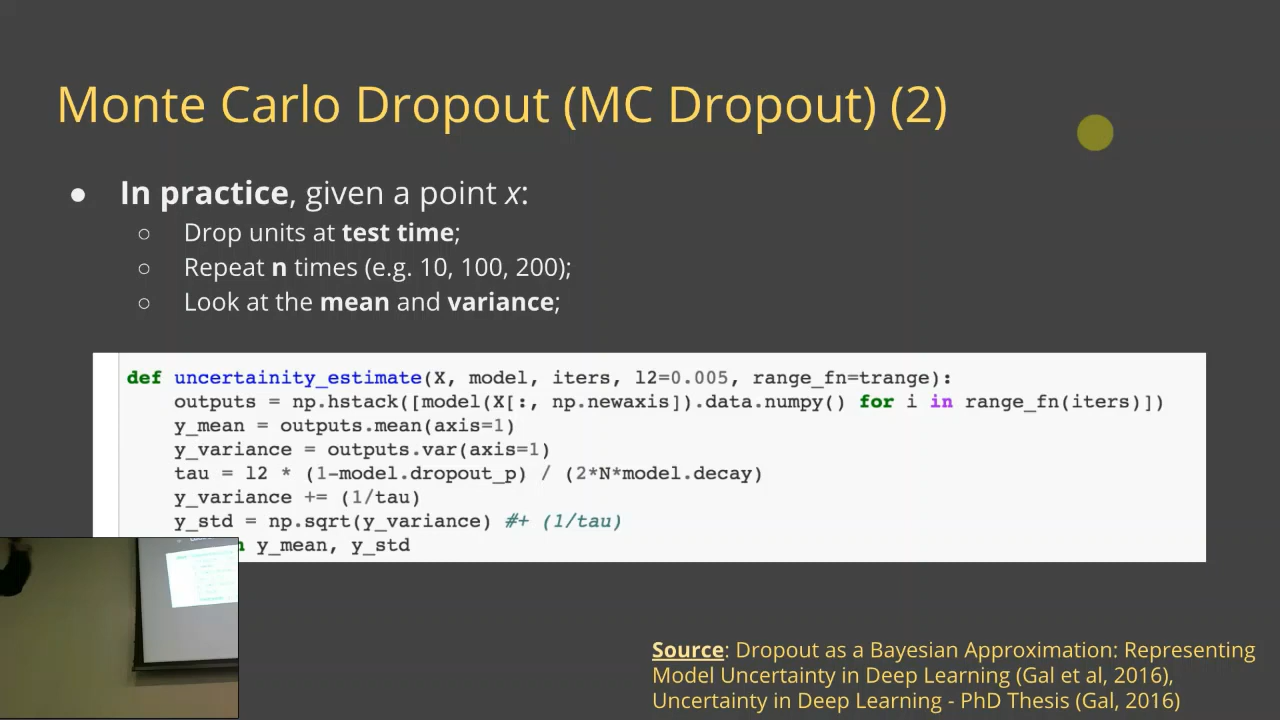 Monte Carlo Dropout (MC Dropout) (2)
● In practice, given a point x:
○ Drop units at test time;
○ Repeat n times (e.g. 10, 100, 200);
○ Look at the mean and variance;
def uncertainity_estimate(X, model, iters, l2=0.005, range_fn=trange):
outputs = np.hstack([model(X[:, np.newaxis]).data.numpy() for i in range_fn(iters)])
y_mean = outputs.mean(axis=1)
y_variance = outputs.var(axis=1)
tau = l2 * (1-model.dropout_p) / (2*N*model.decay)
y_variance += (1/tau)
y_std = np.sqrt(y_variance) #+ (1/tau)
n y_mean, y_std
Source: Dropout as a Bayesian Approximation: Representing
Model Uncertainty in Deep Learning (Gal et al, 2016),
Uncertainty in Deep Learning - PhD Thesis (Gal, 2016)